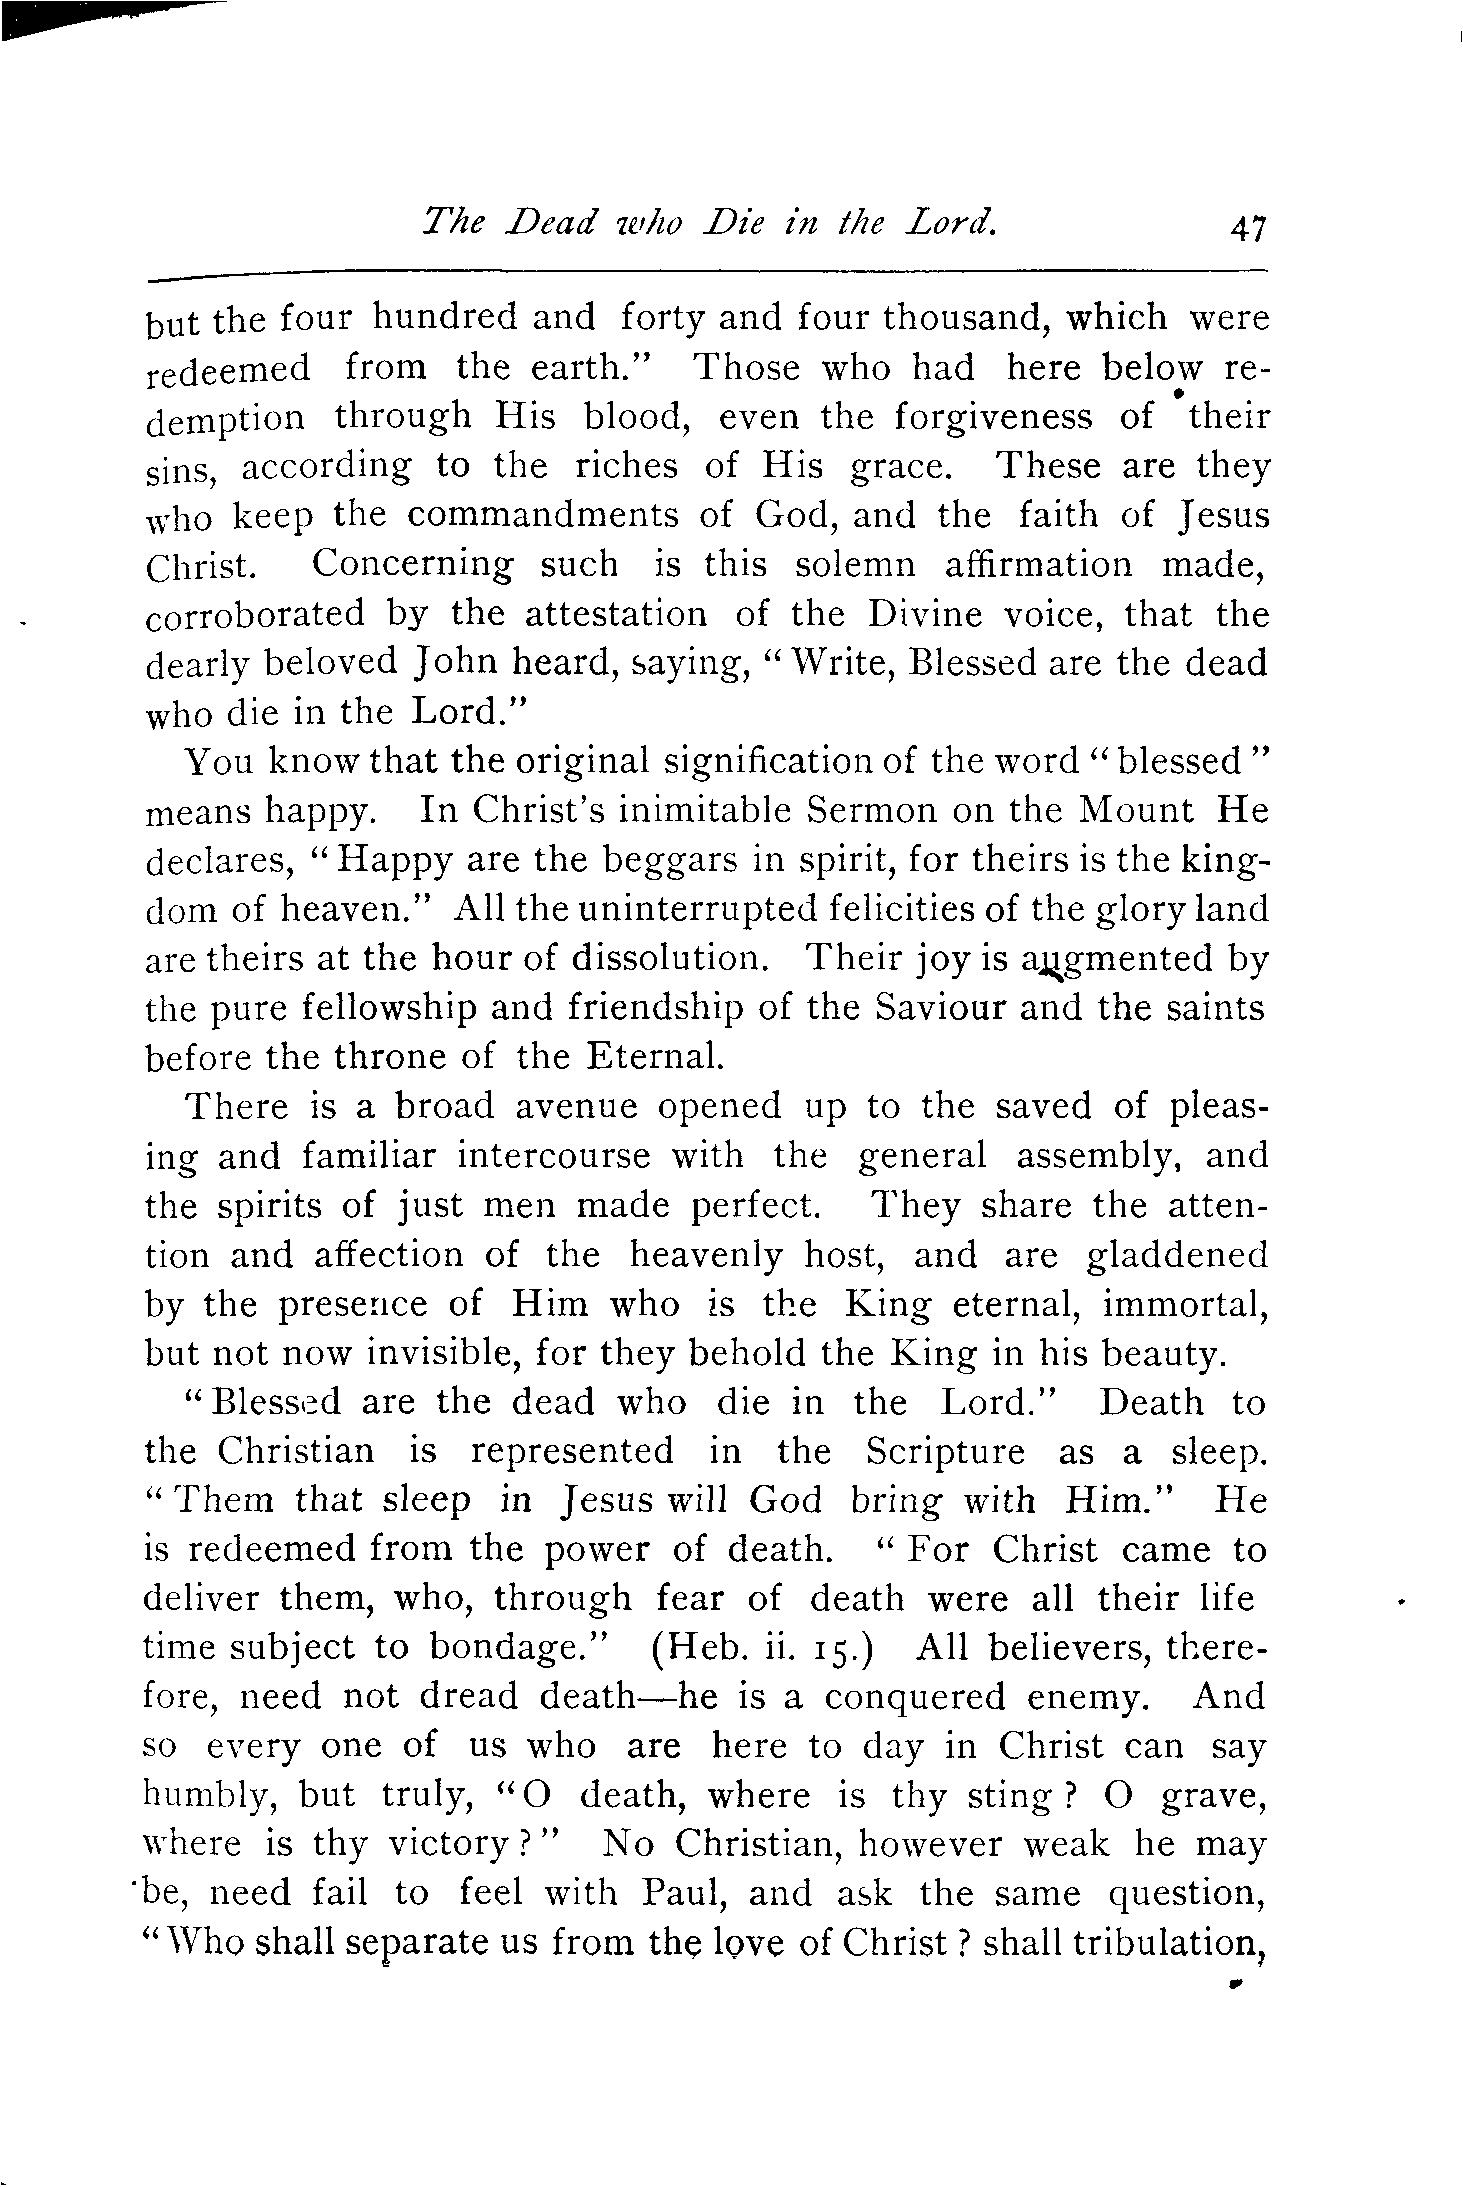 The Dead who Die in the Lord. 47
but the four hundred and forty and four thousand, which were
redeemed from the earth." Those who had here below re-
demption through His blood, even the forgiveness of their
sins, according to the riches of His grace. These are they
who keep the commandments of God, and the faith of Jesus
Christ. Concerning such is this solemn affirmation made,
corroborated by the attestation of the Divine voice, that the
dearly beloved John heard, saying, "Write, Blessed are the dead
who die in the Lord."
You know that the original signification of the word "blessed"
means happy. In Christ's inimitable Sermon on the Mount He
declares, "Happy are the beggars in spirit, for theirs is the king-
dom of heaven." All the uninterrupted felicities of the glory land
are theirs at the hour of dissolution. Their joy is augmented by
the pure fellowship and friendship of the Saviour and the saints
before the throne of the Eternal.
There is a broad avenue opened up to the saved of pleas-
ing and familiar intercourse with the general assembly, and
the spirits of just men made perfect. They share the atten-
tion and affection of the heavenly host, and are gladdened
by the presence of Him who is the King eternal, immortal,
but not now invisible, for they behold the King in his beauty.
"Blessed are the dead who die in the Lord." Death to
the Christian is represented in the Scripture as a sleep.
"Them that sleep in Jesus will God bring with Him." He
is redeemed from the power of death. "For Christ came to
deliver them, who, through fear of death were all their life
time subject to bondage." (Heb. ii. 15.) All believers, there-
fore, need not dread death—he is a conquered enemy. And
so every one of us who are here to day in Christ can say
humbly, but truly, "O death, where is thy sting? O grave,
where is thy victory?" No Christian, however weak he may
be, need fail to feel with Paul, and ask the same question,
"Who shall separate us from the love of Christ? shall tribulation,